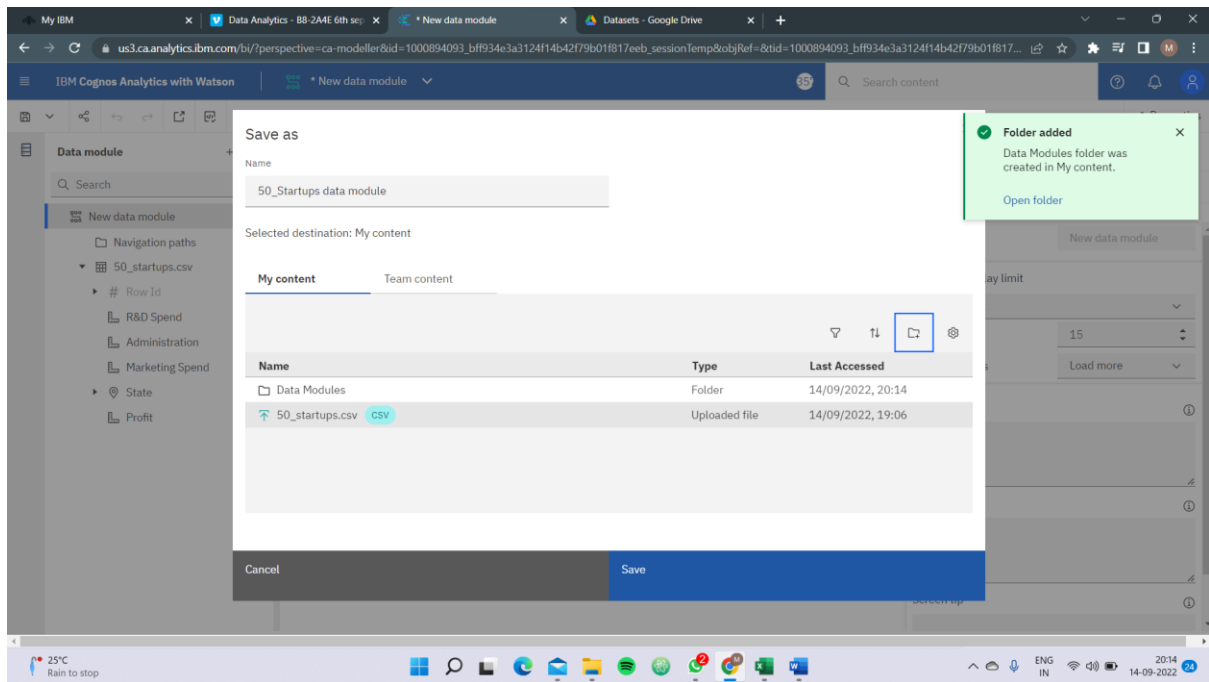 My IBM
Data Analytics - B8-2A4E 6th sep
* New data module
Datasets - Google Drive
us3.ca.analytics.ibm.com/bi/?perspective=ca-modeller&id=1000894093_bff934e3a3124f14b42f79b01f817eeb_sessionTemp&objRef=&tid=1000894093_bff934e3a3124f14b42f79b01f817...
M
IBM Cognos Analytics with Watson
* New data module
35
Search content
Data module
Search
New data module
Navigation paths
50_startups.csv
# Row Id
R&D Spend
Administration
Marketing Spend
State
Profit
Save as
Name
50_Startups data module
Selected destination: My content
My content Team content
Name Type Last Accessed
Data Modules Folder 14/09/2022, 20:14
50_startups.csv CSV Uploaded file 14/09/2022, 19:06
Cancel Save
Folder added
Data Modules folder was
created in My content.
Open folder
New data module
ay limit
15
Load more
25°C
Rain to stop
2
ENG
IN
20:14
14-09-2022
24